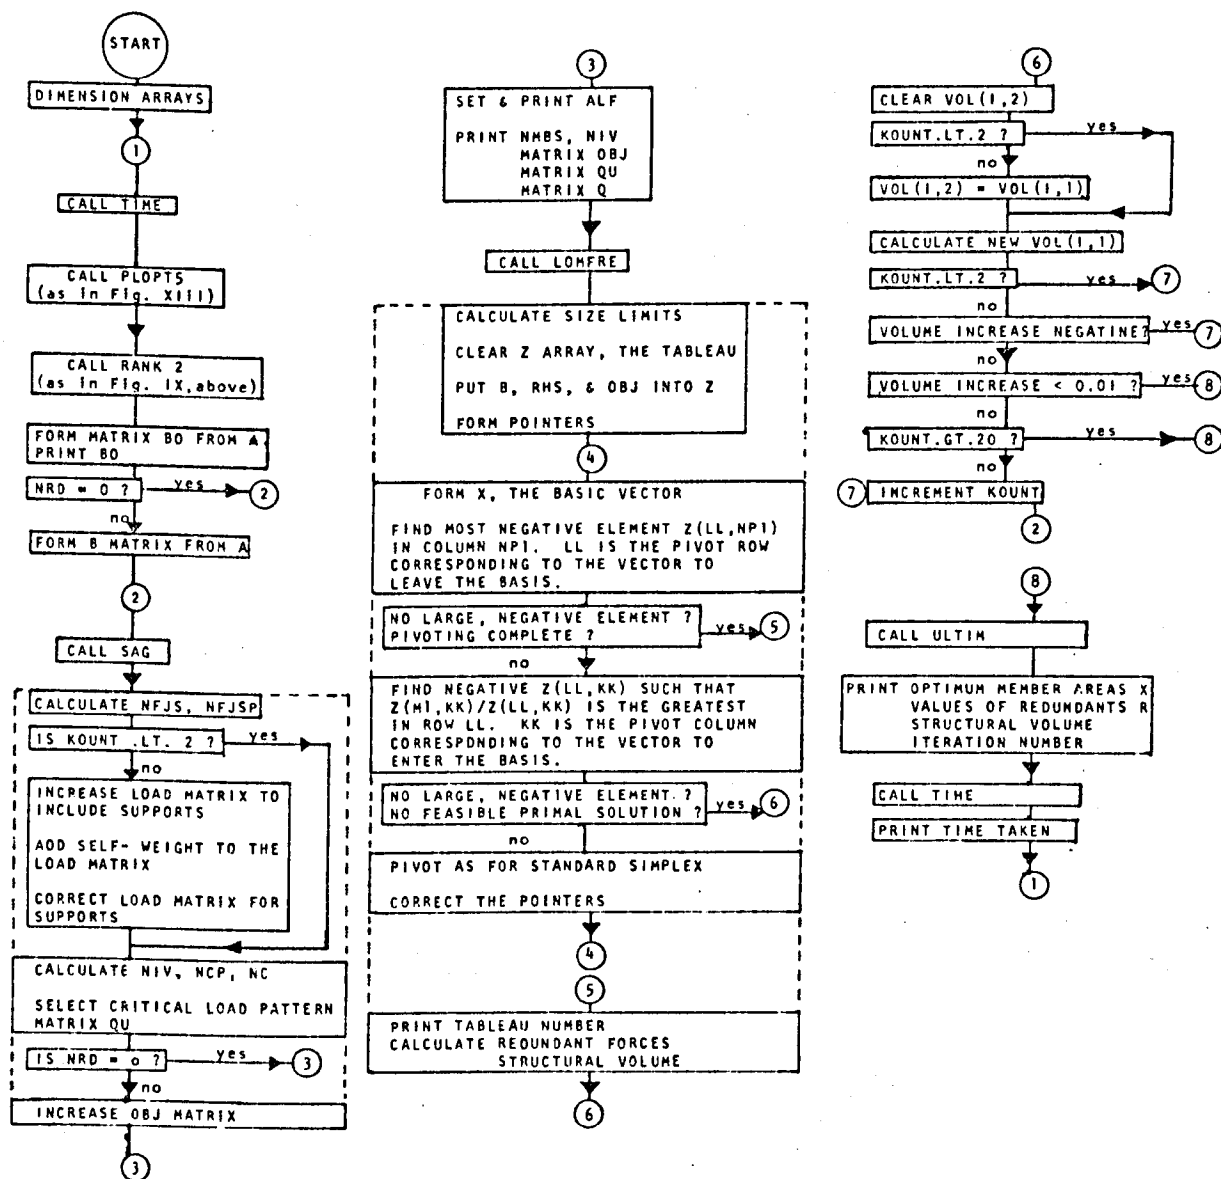 START
DIMENSION ARRAYS
1
CALL TIME
CALL PLOPTS
(as in Fig. XIII)
CALL RANK 2
(as in Fig. IX,above)
FORM MATRIX BO FROM A
PRINT BO
NRD = 0 ?
yes
2
no
FORM B MATRIX FROM A
2
CALL SAG
CALCULATE NFJS, NFJSP
IS KOUNT .LT. 2 ?
yes
no
INCREASE LOAD MATRIX TO
INCLUDE SUPPORTS
ADD SELF- WEIGHT TO THE
LOAD MATRIX
CORRECT LOAD MATRIX FOR
SUPPORTS
CALCULATE NIV, NCP, NC
SELECT CRITICAL LOAD PATTERN
MATRIX QU
IS NRD = o ?
yes
3
no
INCREASE OBJ MATRIX
3
3
SET & PRINT ALF
PRINT NMBS, NIV
MATRIX OBJ
MATRIX QU
MATRIX Q
CALL LOMFRE
CALCULATE SIZE LIMITS
CLEAR Z ARRAY, THE TABLEAU
PUT B, RHS, & OBJ INTO Z
FORM POINTERS
4
FORM X, THE BASIC VECTOR
FIND MOST NEGATIVE ELEMENT Z(LL,NP1)
IN COLUMN NP1. LL IS THE PIVOT ROW
CORRESPONDING TO THE VECTOR TO
LEAVE THE BASIS.
NO LARGE, NEGATIVE ELEMENT ?
PIVOTING COMPLETE ?
yes
5
no
FIND NEGATIVE Z(LL,KK) SUCH THAT
Z(M1,KK)/Z(LL,KK) IS THE GREATEST
IN ROW LL. KK IS THE PIVOT COLUMN
CORRESPONDING TO THE VECTOR TO
ENTER THE BASIS.
NO LARGE, NEGATIVE ELEMENT.?
NO FEASIBLE PRIMAL SOLUTION ?
yes
6
no
PIVOT AS FOR STANDARD SIMPLEX
CORRECT THE POINTERS
4
5
PRINT TABLEAU NUMBER
CALCULATE REDUNDANT FORCES
STRUCTURAL VOLUME
6
6
CLEAR VOL(I,2)
KOUNT.LT.2 ?
yes
no
VOL(I,2) = VOL(I,1)
CALCULATE NEW VOL(I,1)
KOUNT.LT.2 ?
yes
7
no
VOLUME INCREASE NEGATINE?
yes
7
no
VOLUME INCREASE < 0.01 ?
yes
8
no
KOUNT.GT.20 ?
yes
8
no
7
INCREMENT KOUNT
2
8
CALL ULTIM
PRINT OPTIMUM MEMBER AREAS X
VALUES OF REDUNDANTS R
STRUCTURAL VOLUME
ITERATION NUMBER
CALL TIME
PRINT TIME TAKEN
1